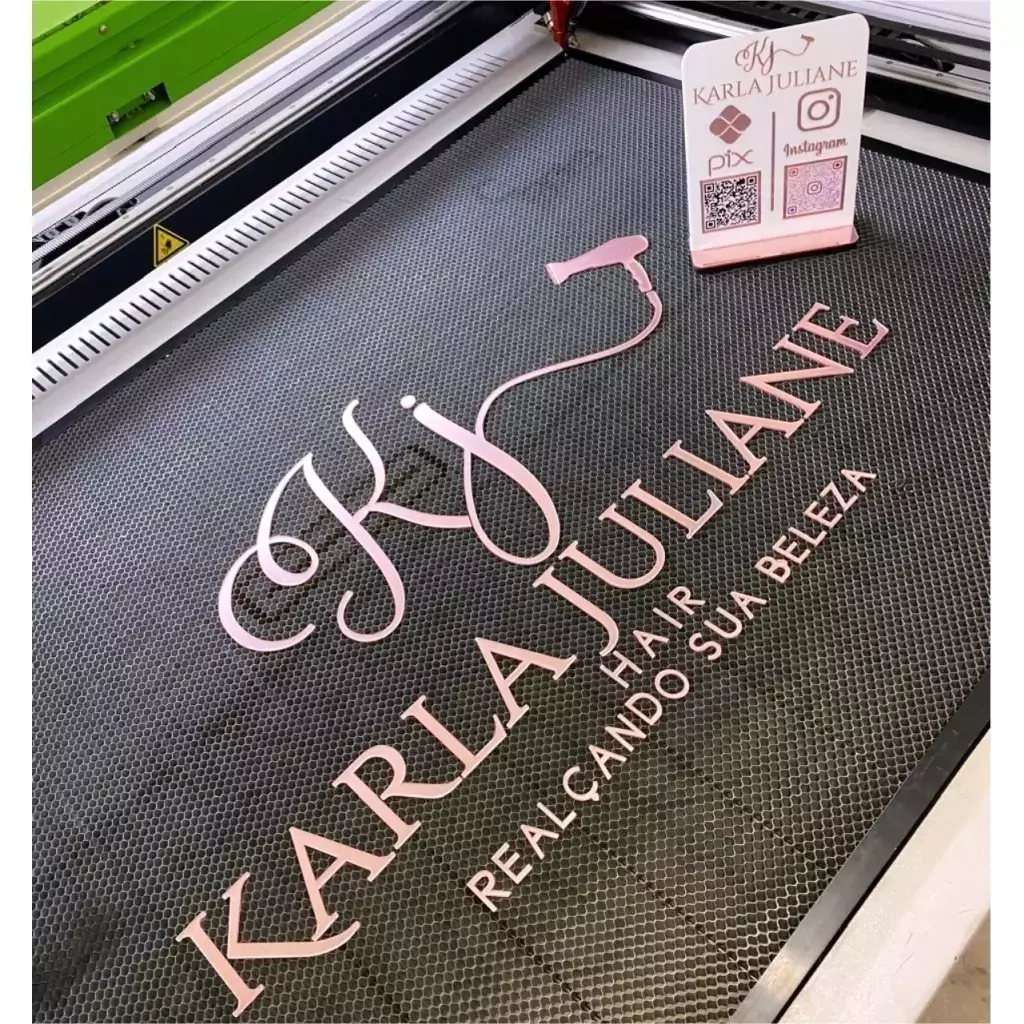 KJ
KARLA JULIANE
pix
Instagram
Kj
KARLA JULIANE
HAIR
REALÇANDO SUA BELEZA